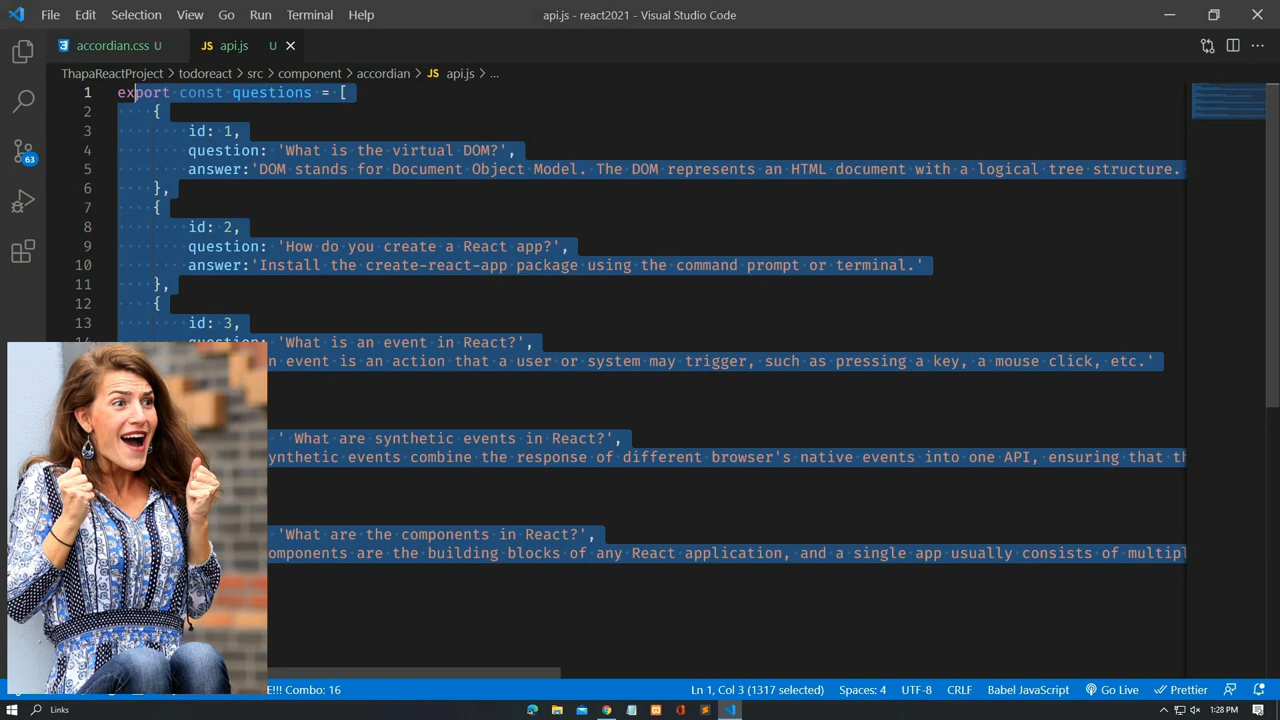 File Edit Selection View Go Run Terminal Help api.js - react2021 - Visual Studio Code
accordian.css U JS api.js U
ThapaReactProject > todoreact > src > component > accordian > JS api.js > ...
1 export const questions = [
2 {
3 id: 1,
4 question: 'What is the virtual DOM?',
5 answer:'DOM stands for Document Object Model. The DOM represents an HTML document with a logical tree structure.
6 },
7 {
8 id: 2,
9 question: 'How do you create a React app?',
10 answer:'Install the create-react-app package using the command prompt or terminal.'
11 },
12 {
13 id: 3,
'What is an event in React?',
n event is an action that a user or system may trigger, such as pressing a key, a mouse click, etc.'
' What are synthetic events in React?',
ynthetic events combine the response of different browser's native events into one API, ensuring that th
'What are the components in React?',
omponents are the building blocks of any React application, and a single app usually consists of multipl
63
E!!! Combo: 16 Ln 1, Col 3 (1317 selected) Spaces: 4 UTF-8 CRLF Babel JavaScript Go Live Prettier
Links 1:28 PM